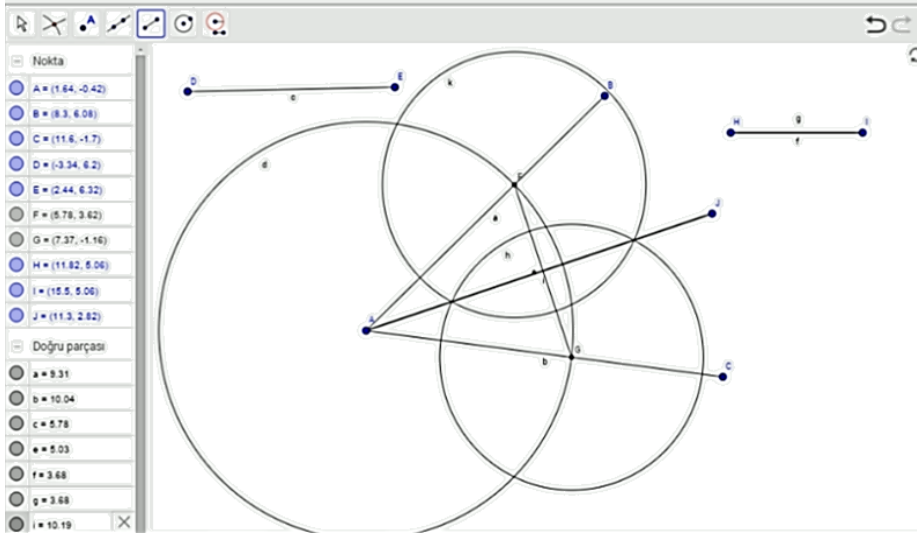 Nokta
A = (1.64, -0.42)
B = (8.3, 6.08)
C = (11.6, -1.7)
D = (-3.34, 6.2)
E = (2.44, 6.32)
F = (5.78, 3.62)
G = (7.37, -1.16)
H = (11.82, 5.06)
I = (15.5, 5.06)
J = (11.3, 2.82)
Doğru parçası
a = 9.31
b = 10.04
c = 5.78
e = 5.03
f = 3.68
g = 3.68
i = 10.19
A
D
E
c
k
B
d
F
a
H
g
I
f
J
h
e
i
A
b
G
C